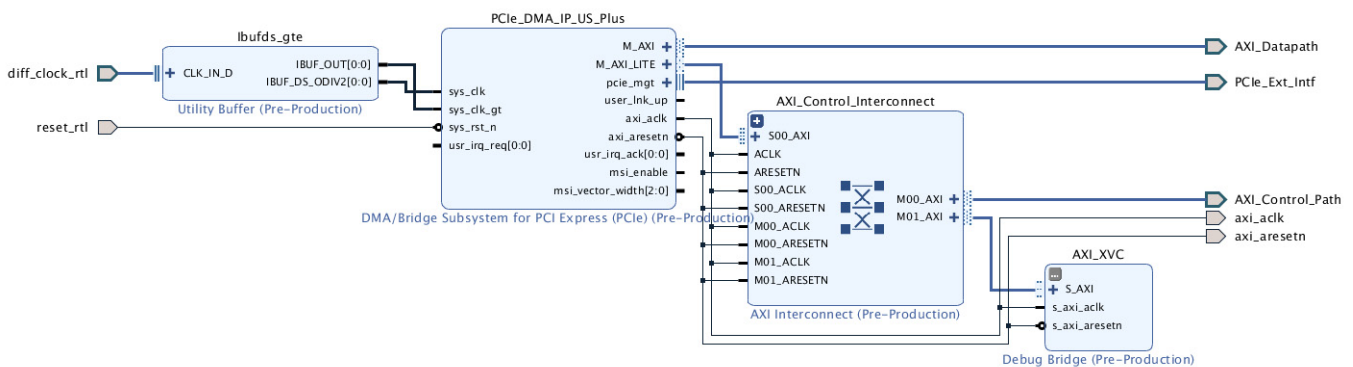 PCIe_DMA_IP_US_Plus
Ibufds_gte
diff_clock_rtl
CLK_IN_D
IBUF_OUT[0:0]
IBUF_DS_ODIV2[0:0]
Utility Buffer (Pre-Production)
reset_rtl
sys_clk
sys_clk_gt
sys_rst_n
usr_irq_req[0:0]
M_AXI
M_AXI_LITE
pcie_mgt
user_lnk_up
axi_aclk
axi_aresetn
usr_irq_ack[0:0]
msi_enable
msi_vector_width[2:0]
DMA/Bridge Subsystem for PCI Express (PCIe) (Pre-Production)
AXI_Control_Interconnect
S00_AXI
ACLK
ARESETN
S00_ACLK
S00_ARESETN
M00_ACLK
M00_ARESETN
M01_ACLK
M01_ARESETN
M00_AXI
M01_AXI
AXI Interconnect (Pre-Production)
AXI_Datapath
PCIe_Ext_Intf
AXI_Control_Path
axi_aclk
axi_aresetn
AXI_XVC
S_AXI
s_axi_aclk
s_axi_aresetn
Debug Bridge (Pre-Production)